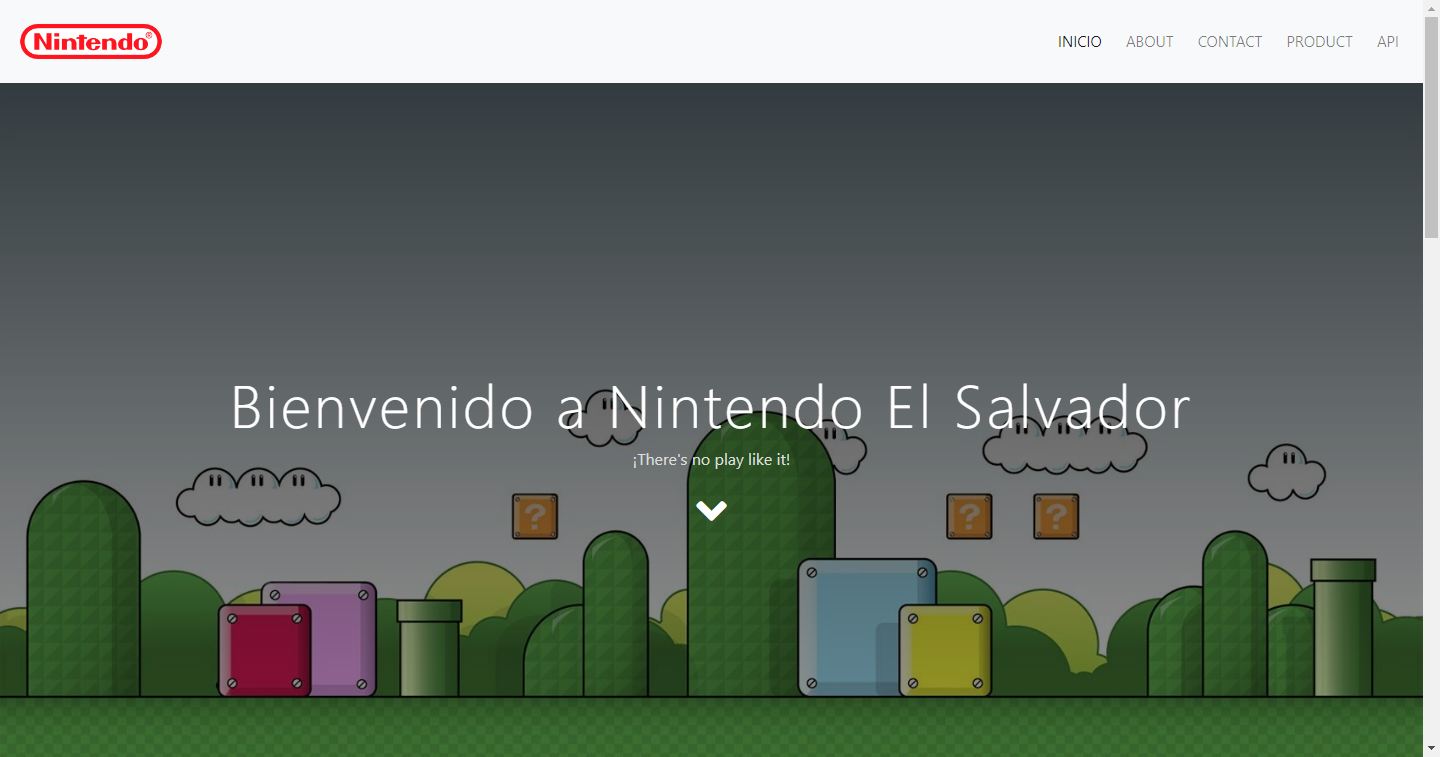 Nintendo®
INICIO ABOUT CONTACT PRODUCT API
Bienvenido a Nintendo El Salvador
¡There's no play like it!
? ? ?